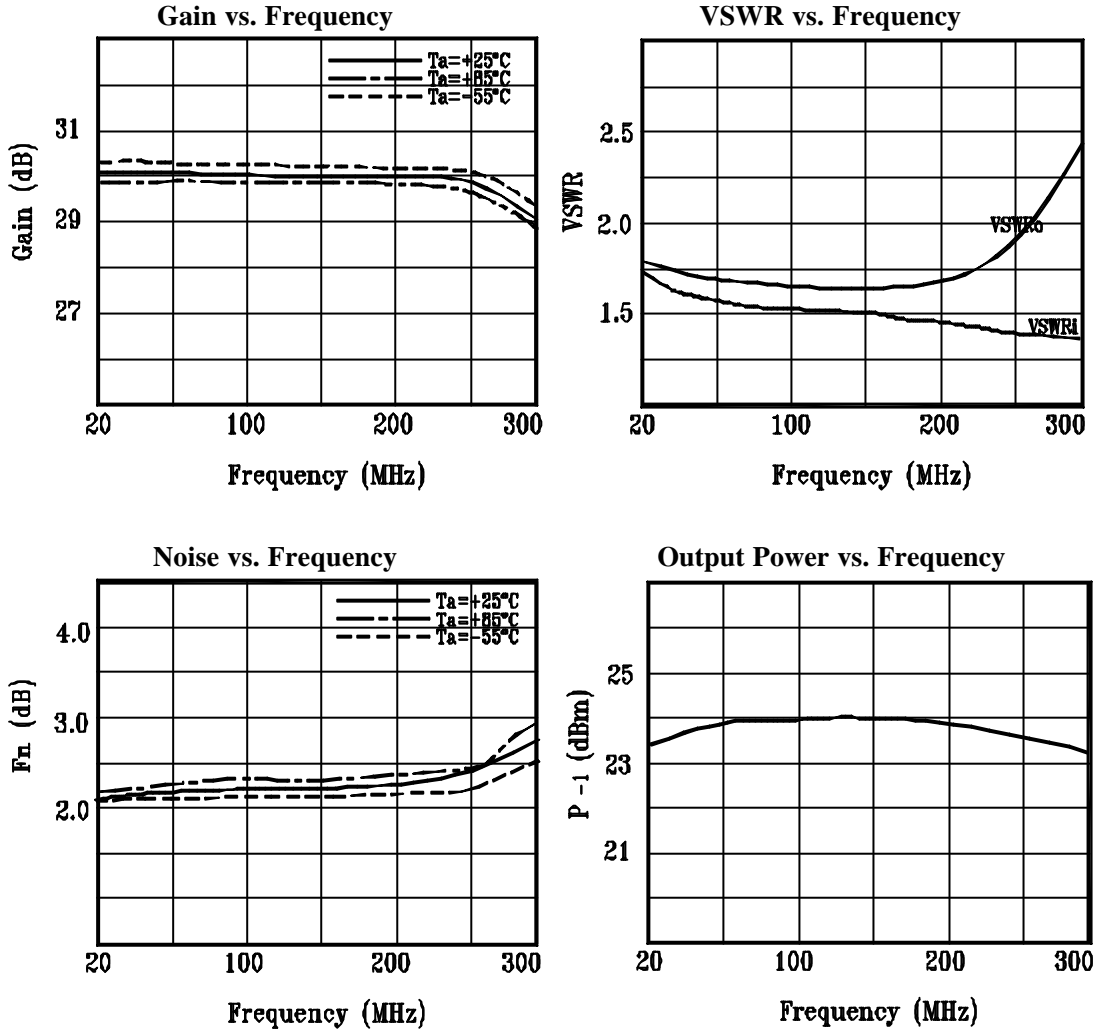 Gain vs. Frequency
Ta=+25°C
Ta=+85°C
Ta=-55°C
31
29
27
Gain (dB)
20 100 200 300
Frequency (MHz)
VSWR vs. Frequency
2.5
2.0
1.5
VSWR
VSWRo
VSWRi
20 100 200 300
Frequency (MHz)
Noise vs. Frequency
Ta=+25°C
Ta=+85°C
Ta=-55°C
4.0
3.0
2.0
Fn (dB)
20 100 200 300
Frequency (MHz)
Output Power vs. Frequency
25
23
21
P -1 (dBm)
20 100 200 300
Frequency (MHz)